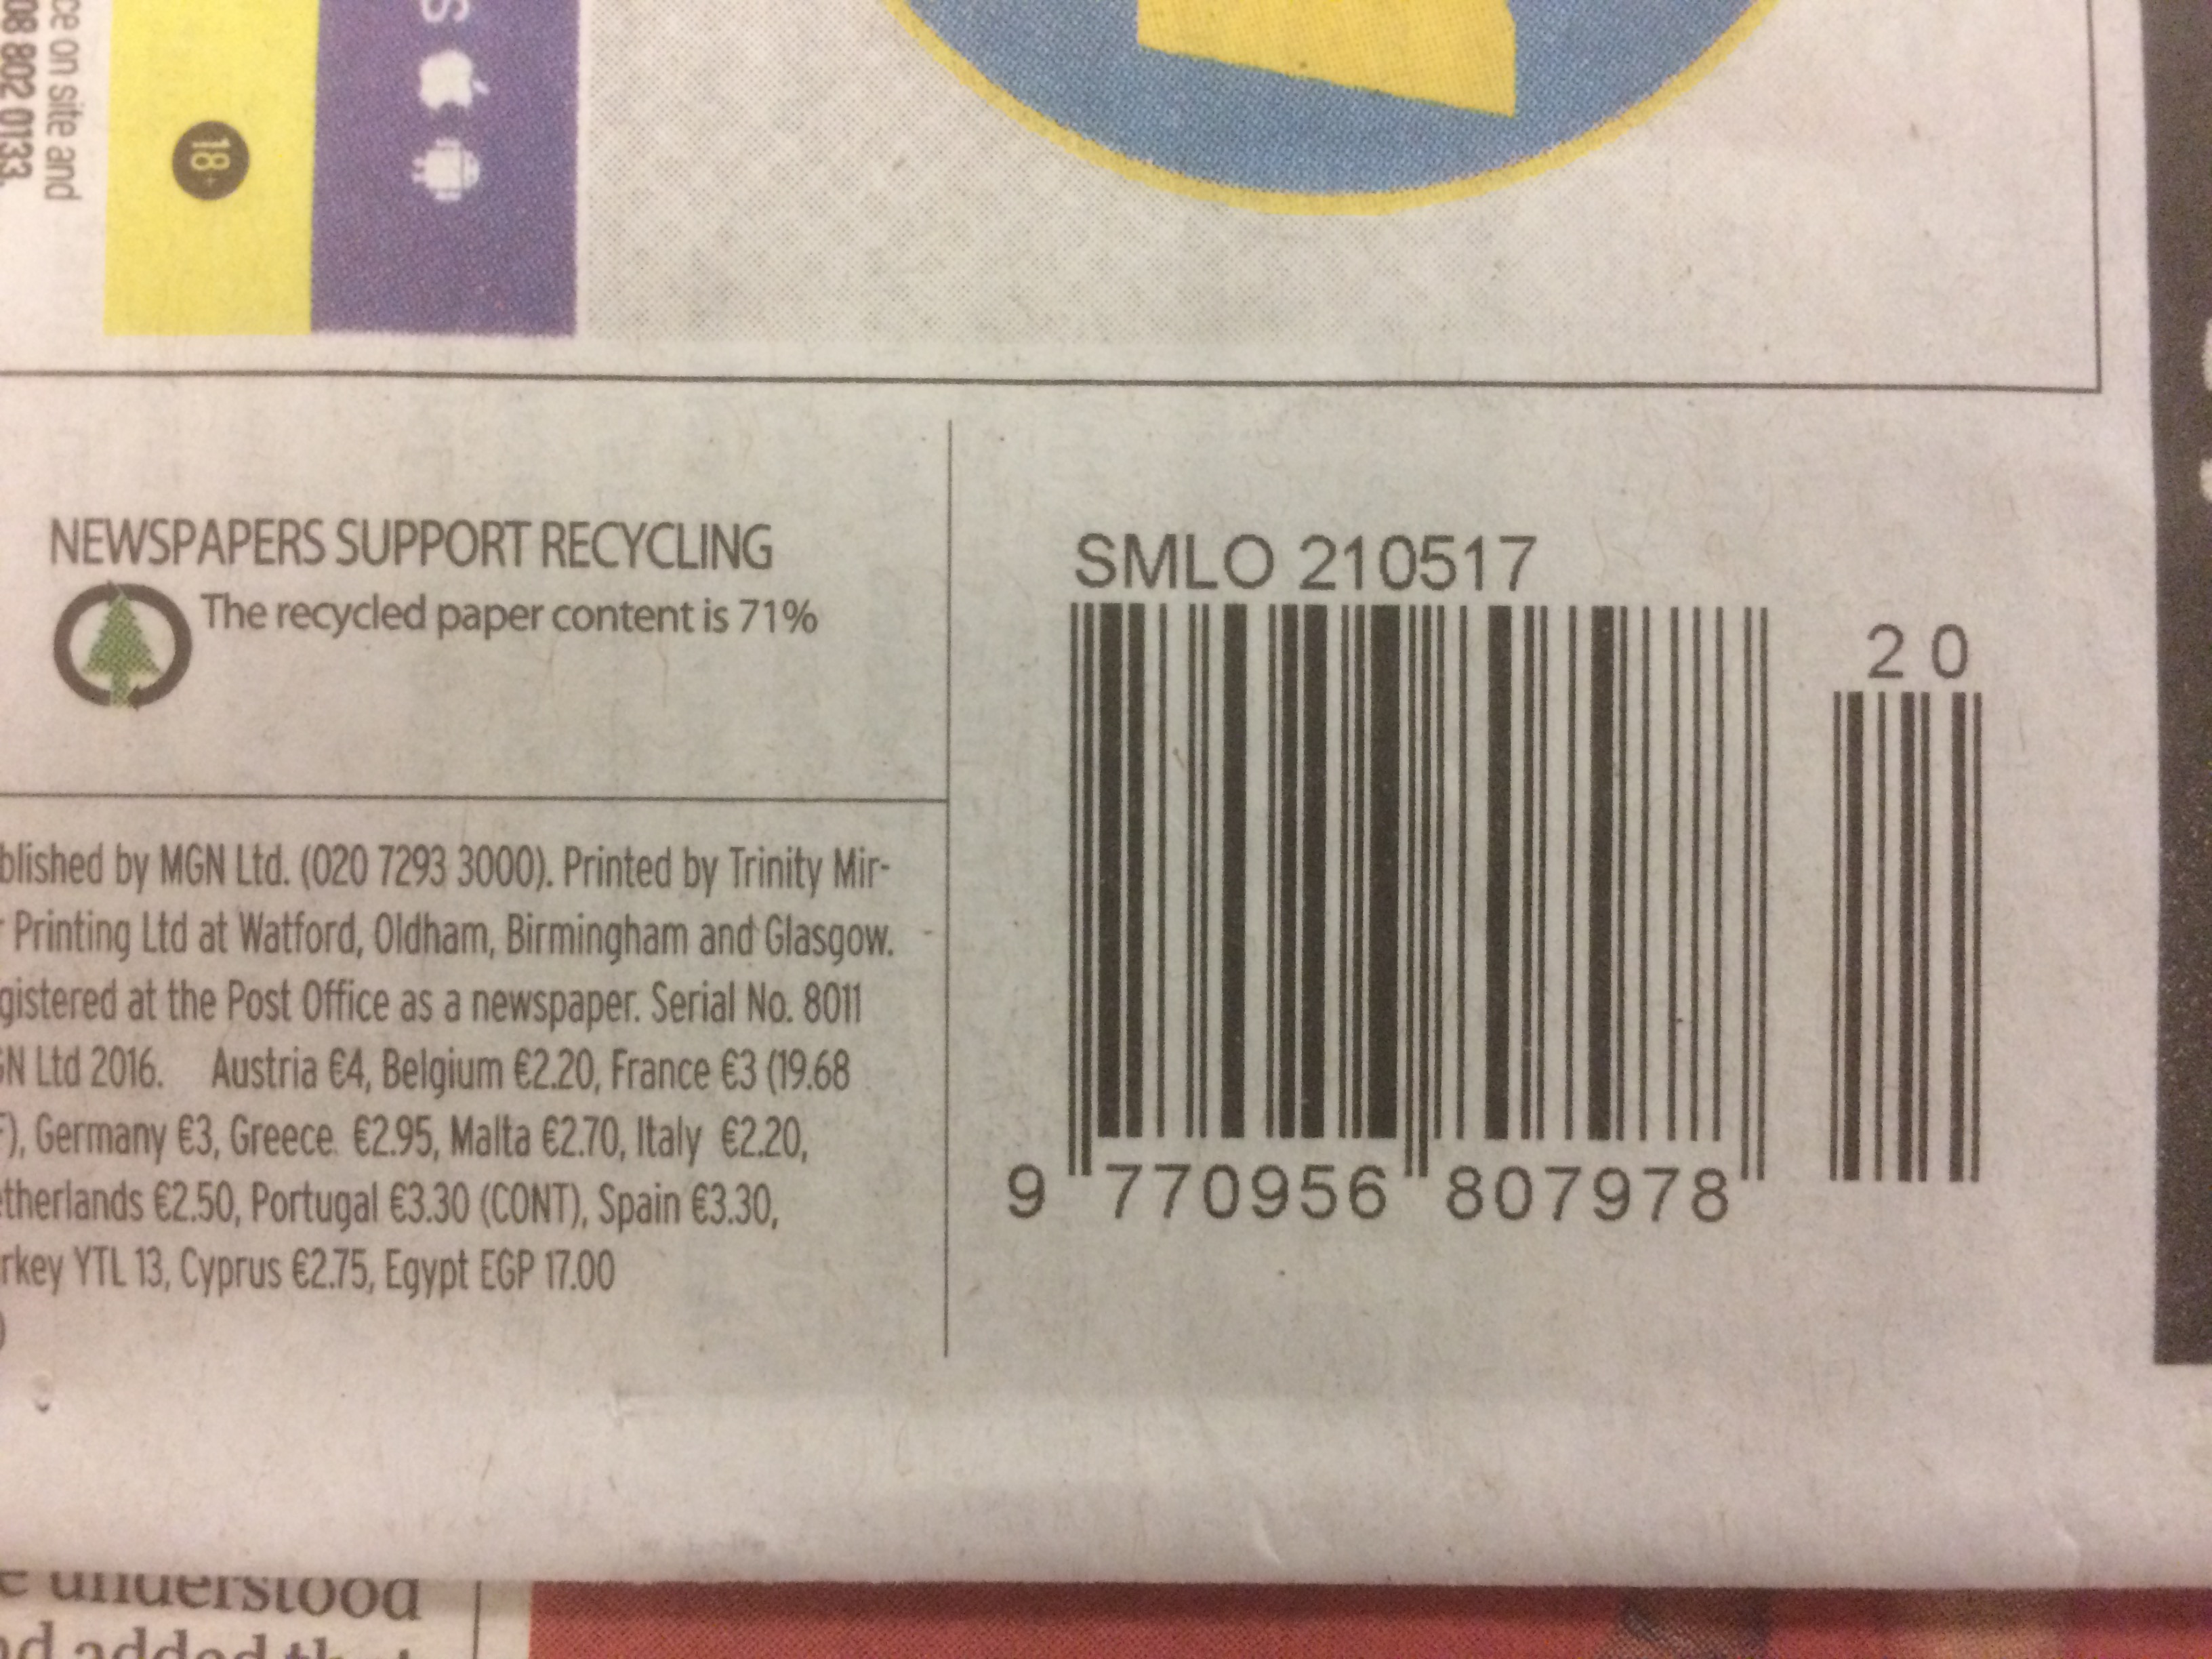 ce on site and
08 802 0133.
18+
S
NEWSPAPERS SUPPORT RECYCLING
The recycled paper content is 71%
blished by MGN Ltd. (020 7293 3000). Printed by Trinity Mir-
Printing Ltd at Watford, Oldham, Birmingham and Glasgow.
gistered at the Post Office as a newspaper. Serial No. 8011
GN Ltd 2016. Austria €4, Belgium €2.20, France €3 (19.68
F), Germany €3, Greece €2.95, Malta €2.70, Italy €2.20,
etherlands €2.50, Portugal €3.30 (CONT), Spain €3.30,
rkey YTL 13, Cyprus €2.75, Egypt EGP 17.00
)
SMLO 210517
20
9 770956 807978
e understood
nd added that